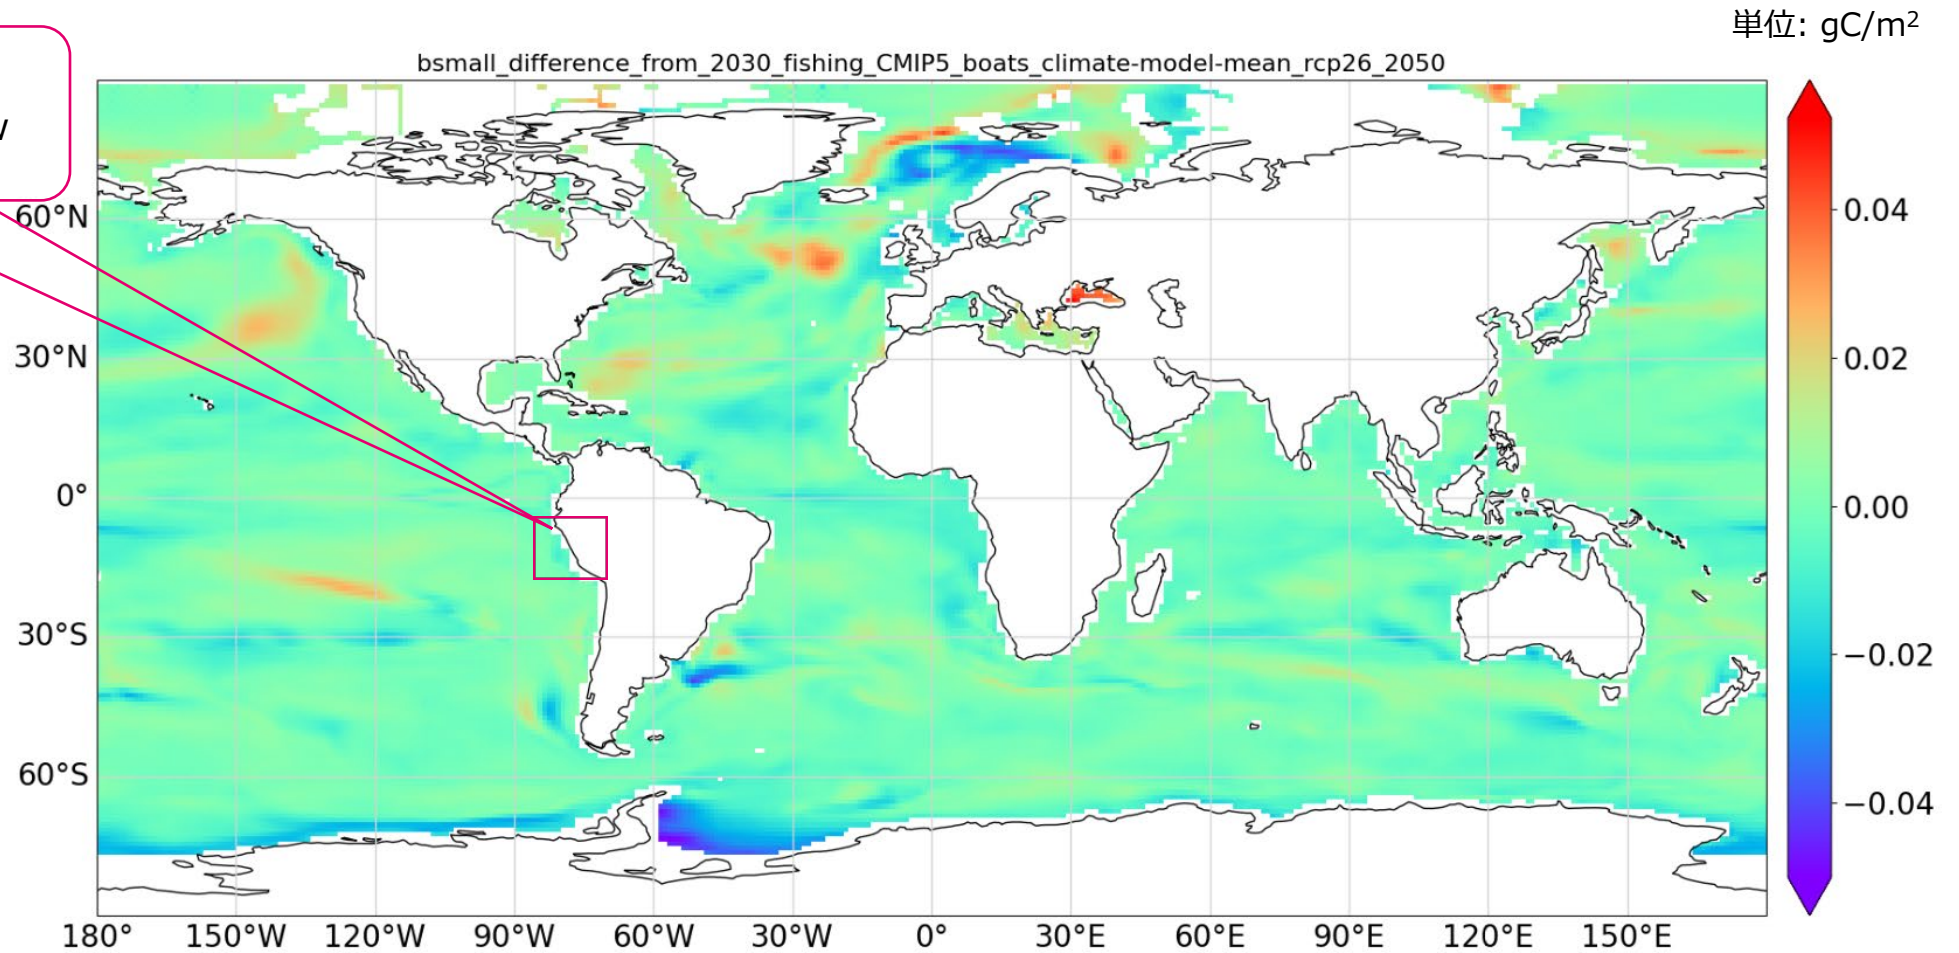 単位: gC/m²
bsmall_difference_from_2030_fishing_CMIP5_boats_climate-model-mean_rcp26_2050
60°N
30°N
0°
30°S
60°S
180°
150°W
120°W
90°W
60°W
30°W
0°
30°E
60°E
90°E
120°E
150°E
0.04
0.02
0.00
−0.02
−0.04